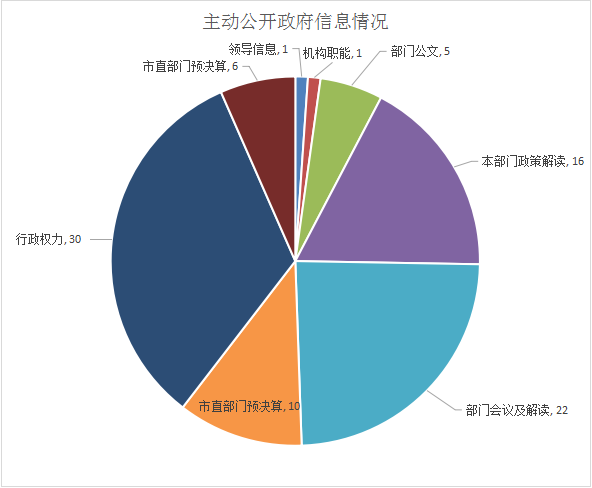 主动公开政府信息情况
领导信息, 1
机构职能, 1
部门公文, 5
市直部门预决算, 6
本部门政策解读, 16
行政权力, 30
市直部门预决算, 10
部门会议及解读, 22